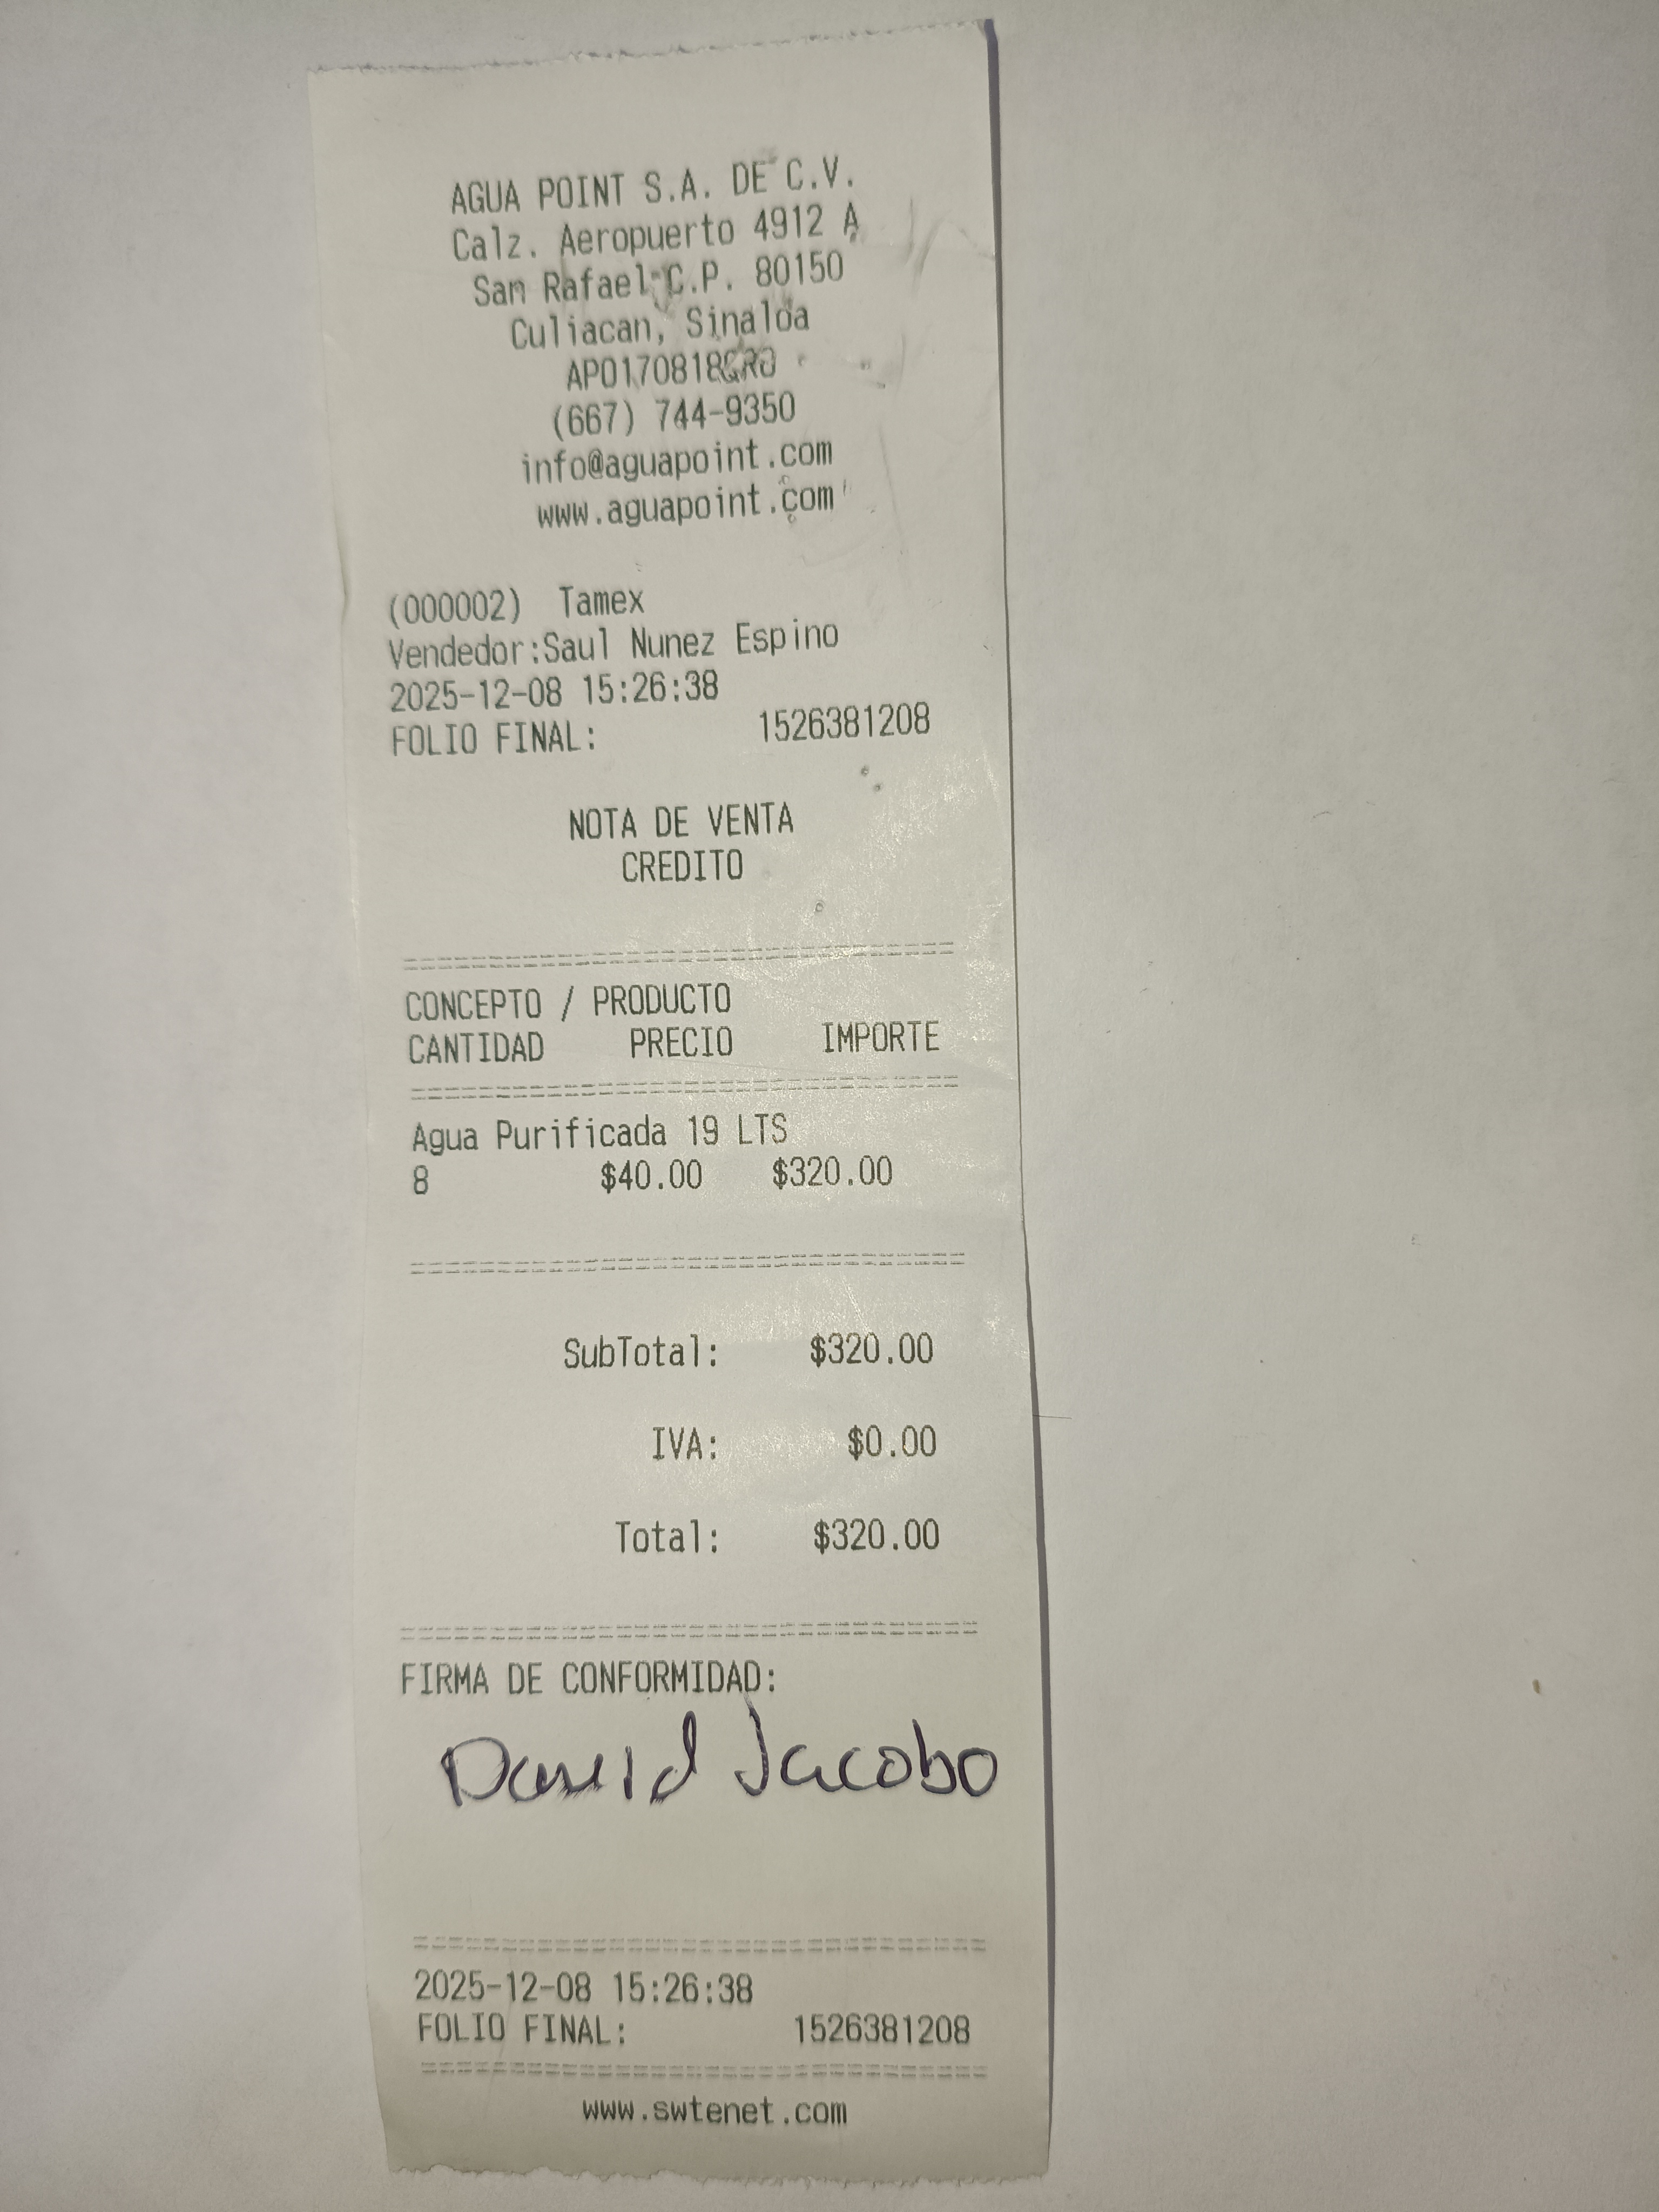 AGUA POINT S.A. DE C.V.
Calz. Aeropuerto 4912 A
San Rafael C.P. 80150
Culiacan, Sinaloa
(667) 744-9350
info@aguapoint.com
www.aguapoint.com
(000002) Tamex
Vendedor:Saul Nunez Espino
2025-12-08 15:26:38
FOLIO FINAL: 1526381208
NOTA DE VENTA
CREDITO
CONCEPTO / PRODUCTO
CANTIDAD PRECIO IMPORTE
Agua Purificada 19 LTS
8 $40.00 $320.00
SubTotal: $320.00
IVA: $0.00
Total: $320.00
FIRMA DE CONFORMIDAD:
Jacobo
2025-12-08 15:26:38
FOLIO FINAL: 1526381208
www.swtenet.com